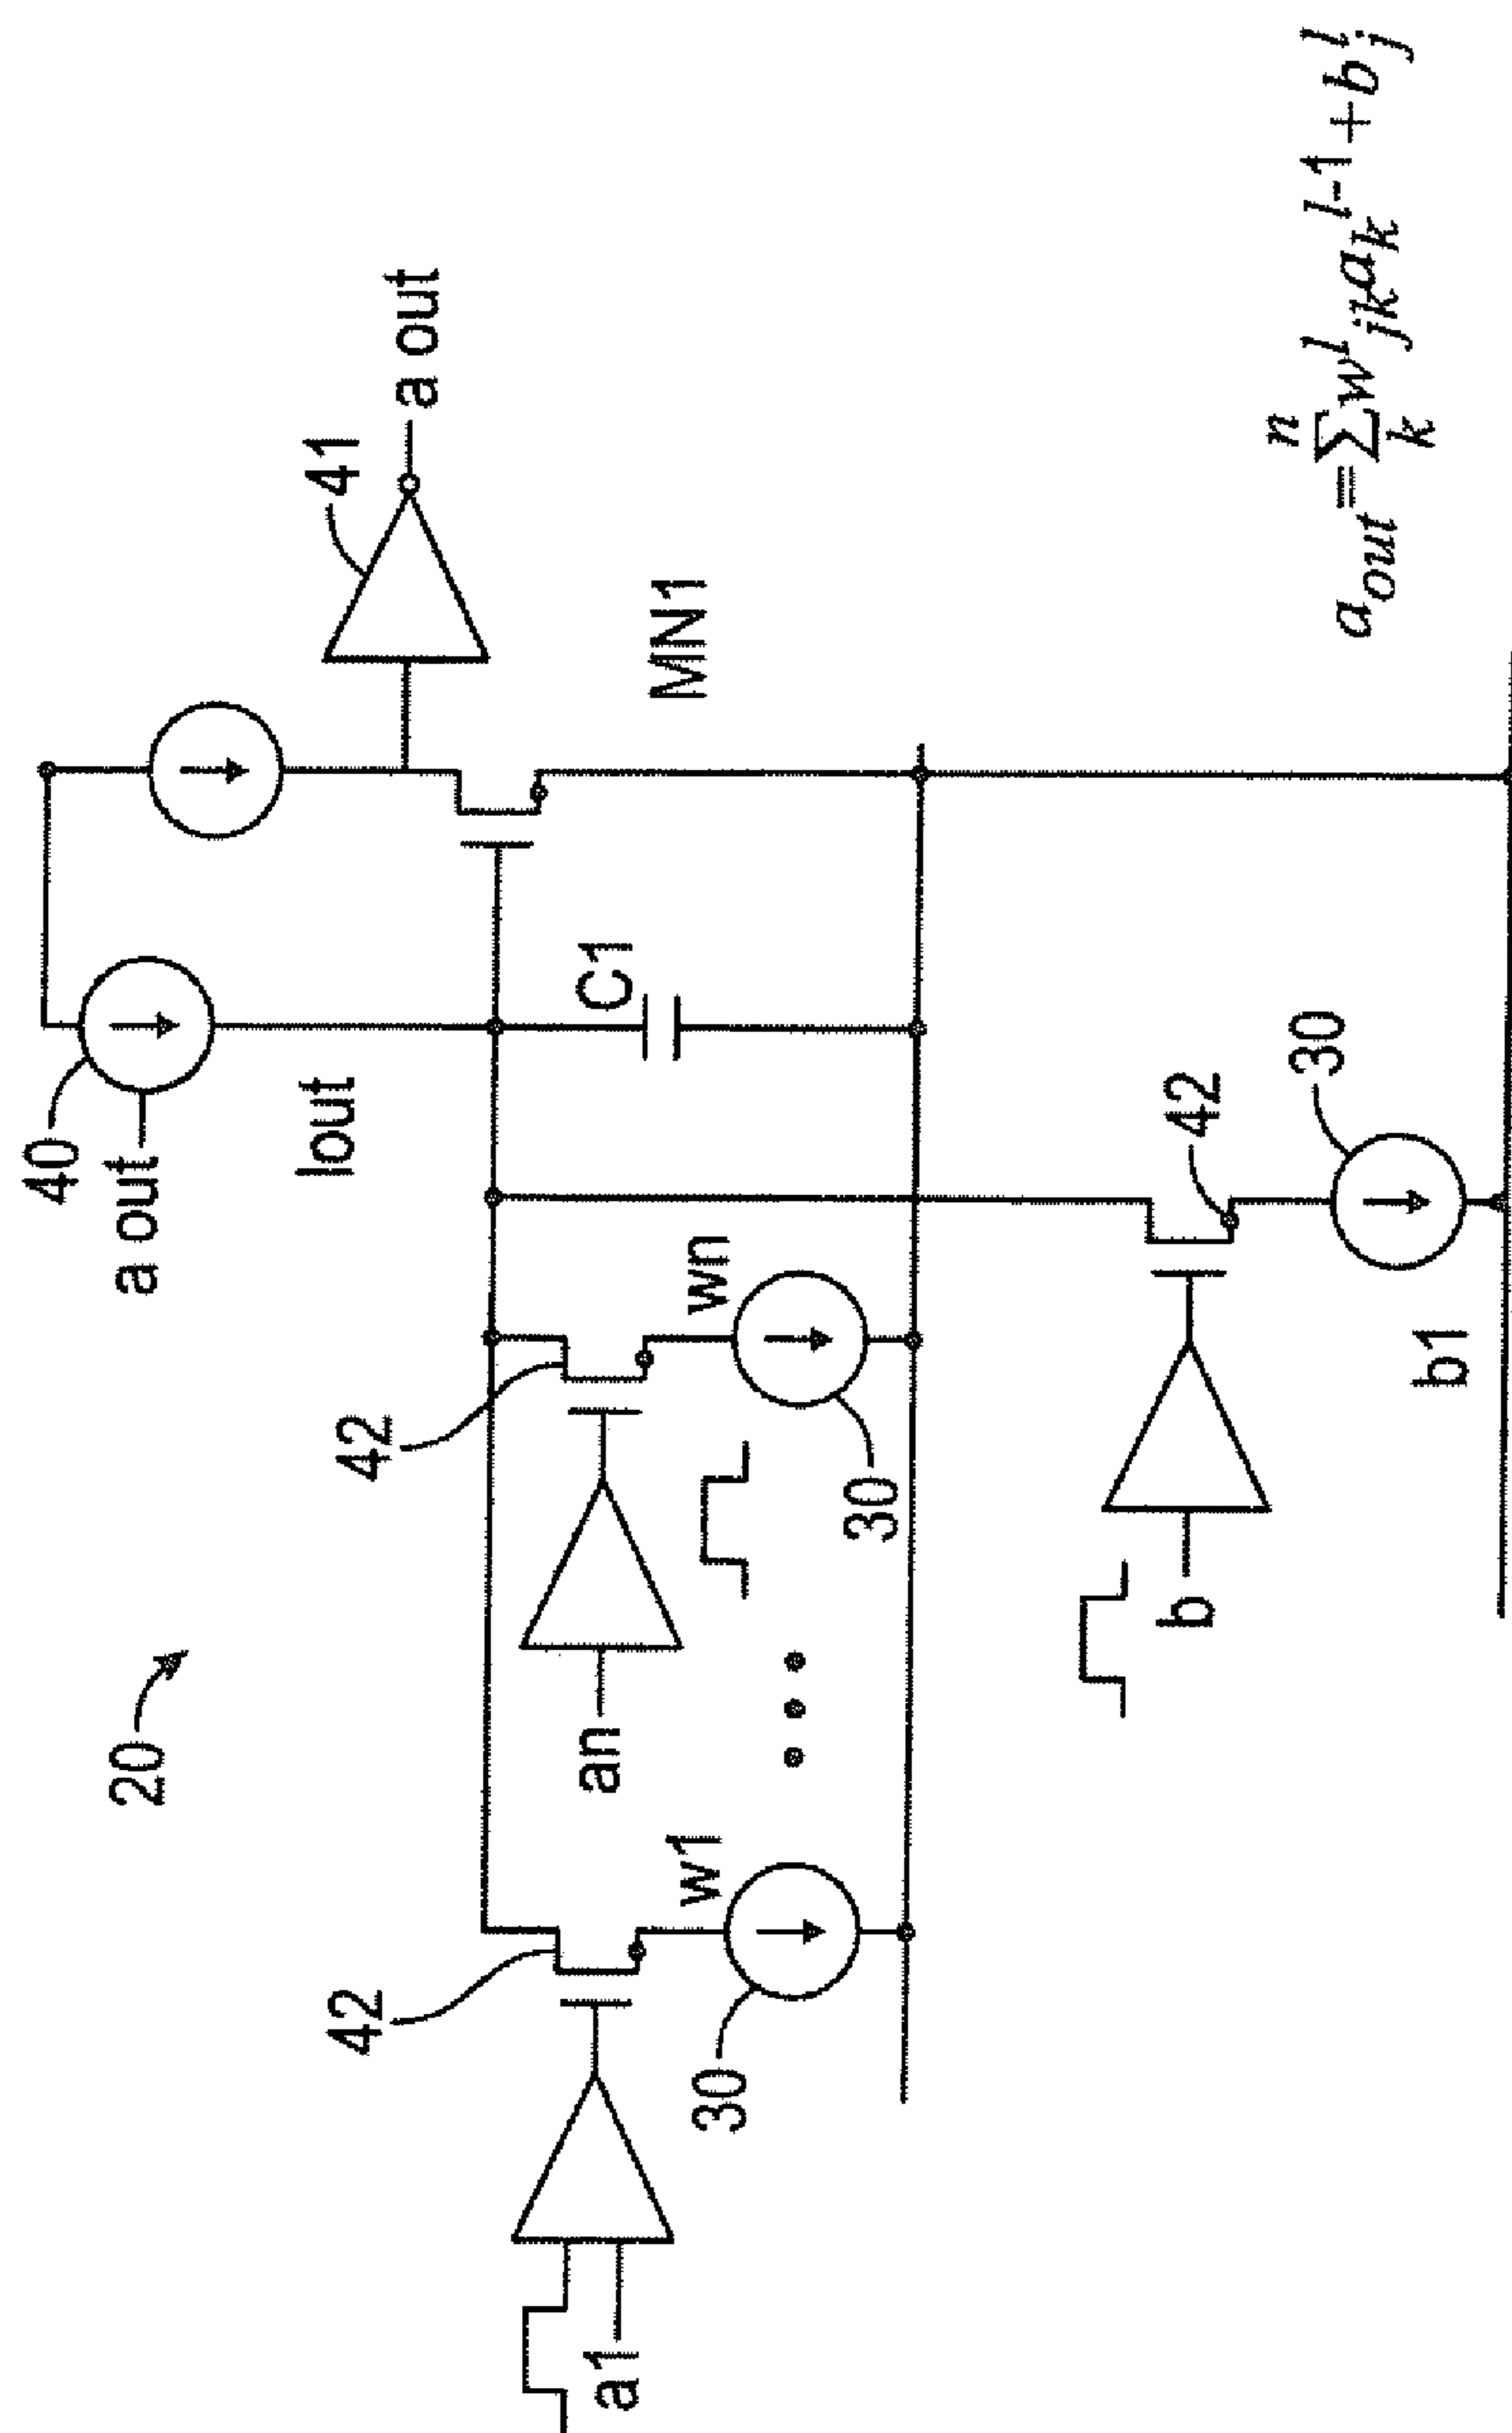 20
40
a out
Iout
41
a out
MN1
C1
42
42
an
wn
w1
a1
30
30
42
b
b1
30
a_out = \sum_k^n w^l_jk a_k^l-1 + b^l_j